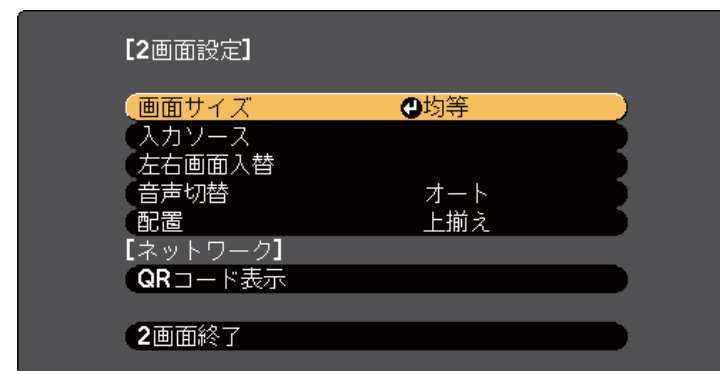 [2画面設定]
画面サイズ 均等
入力ソース
左右画面入替
音声切替 オート
配置 上揃え
[ネットワーク]
QRコード表示
2画面終了